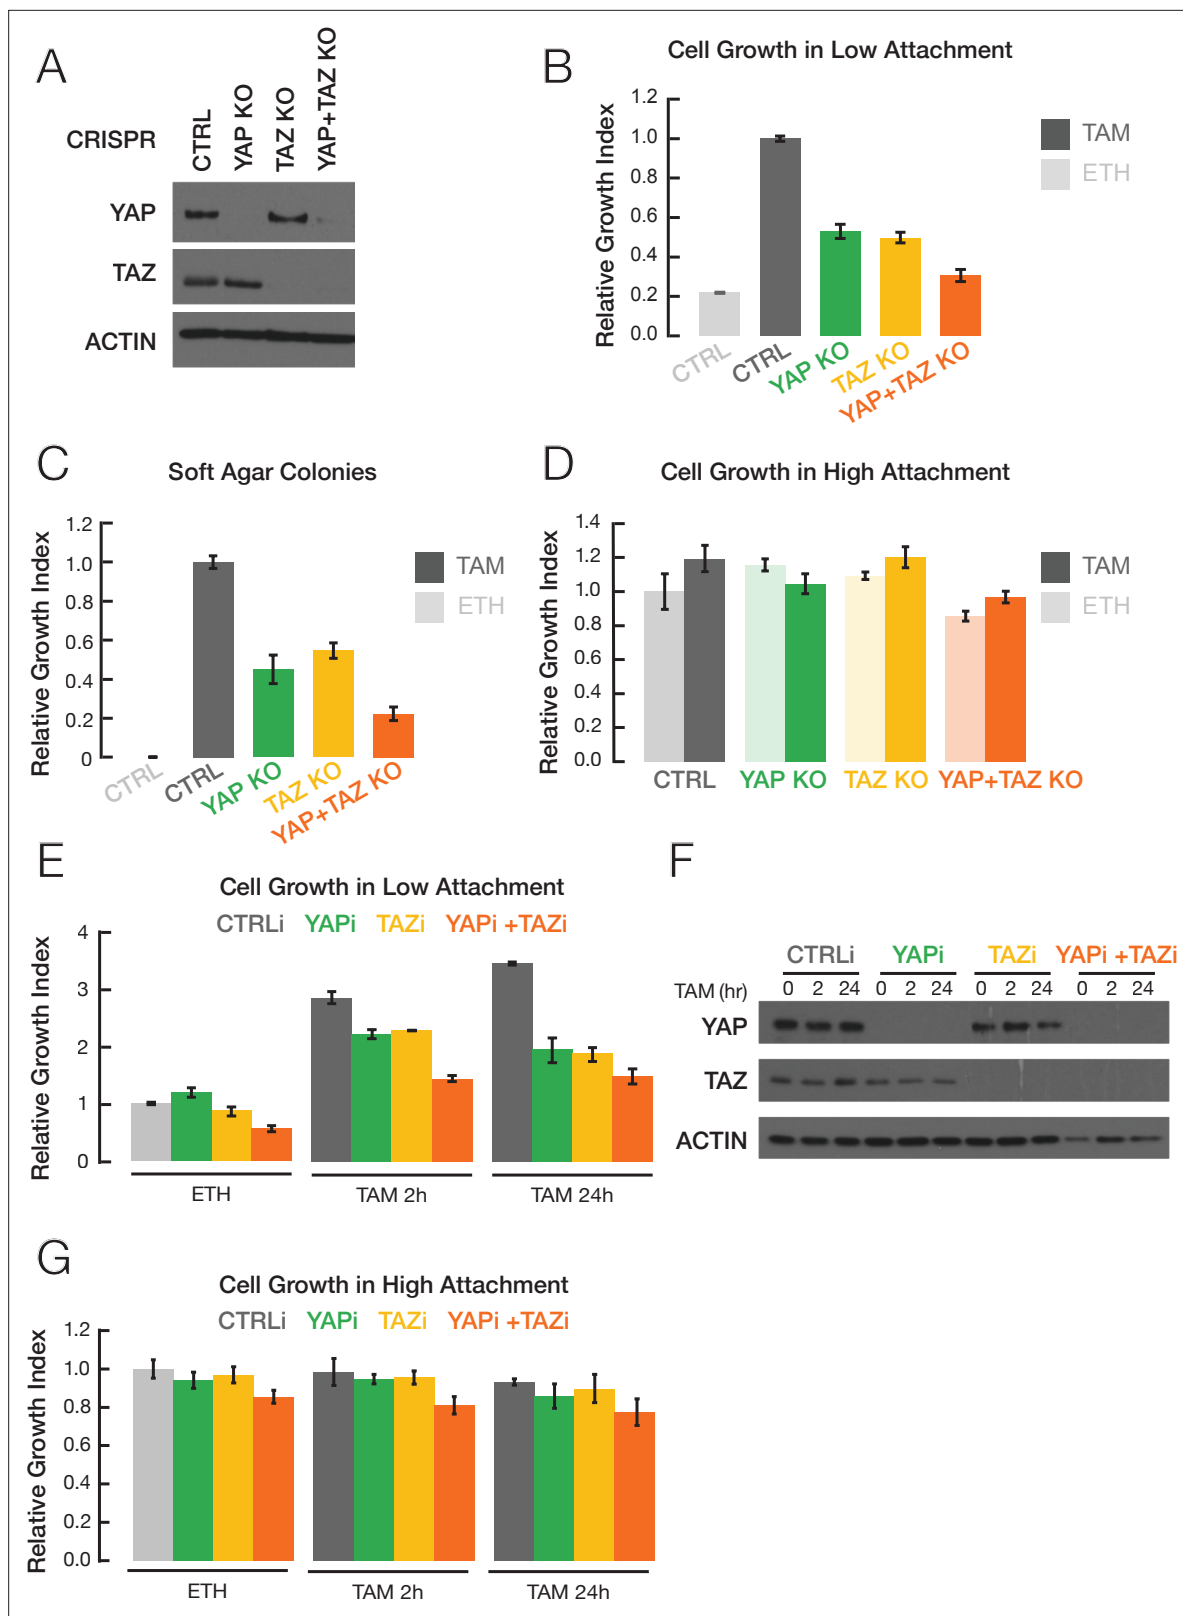 A
CRISPR
CTRL
YAP KO
TAZ KO
YAP+TAZ KO
YAP
TAZ
ACTIN
B
Cell Growth in Low Attachment
Relative Growth Index
1.2
1.0
0.8
0.6
0.4
0.2
0.0
CTRL
CTRL
YAP KO
TAZ KO
YAP+TAZ KO
TAM
ETH
C
Soft Agar Colonies
Relative Growth Index
1.2
1.0
0.8
0.6
0.4
0.2
0
CTRL
CTRL
YAP KO
TAZ KO
YAP+TAZ KO
TAM
ETH
D
Cell Growth in High Attachment
Relative Growth Index
1.4
1.2
1.0
0.8
0.6
0.4
0.2
0.0
CTRL YAP KO TAZ KO YAP+TAZ KO
TAM
ETH
E
Cell Growth in Low Attachment
CTRLi YAPi TAZi YAPi +TAZi
Relative Growth Index
4
3
2
1
0
ETH TAM 2h TAM 24h
F
CTRLi YAPi TAZi YAPi +TAZi
TAM (hr) 0 2 24 0 2 24 0 2 24 0 2 24
YAP
TAZ
ACTIN
G
Cell Growth in High Attachment
CTRLi YAPi TAZi YAPi +TAZi
Relative Growth Index
1.2
1.0
0.8
0.6
0.4
0.2
0.0
ETH TAM 2h TAM 24h